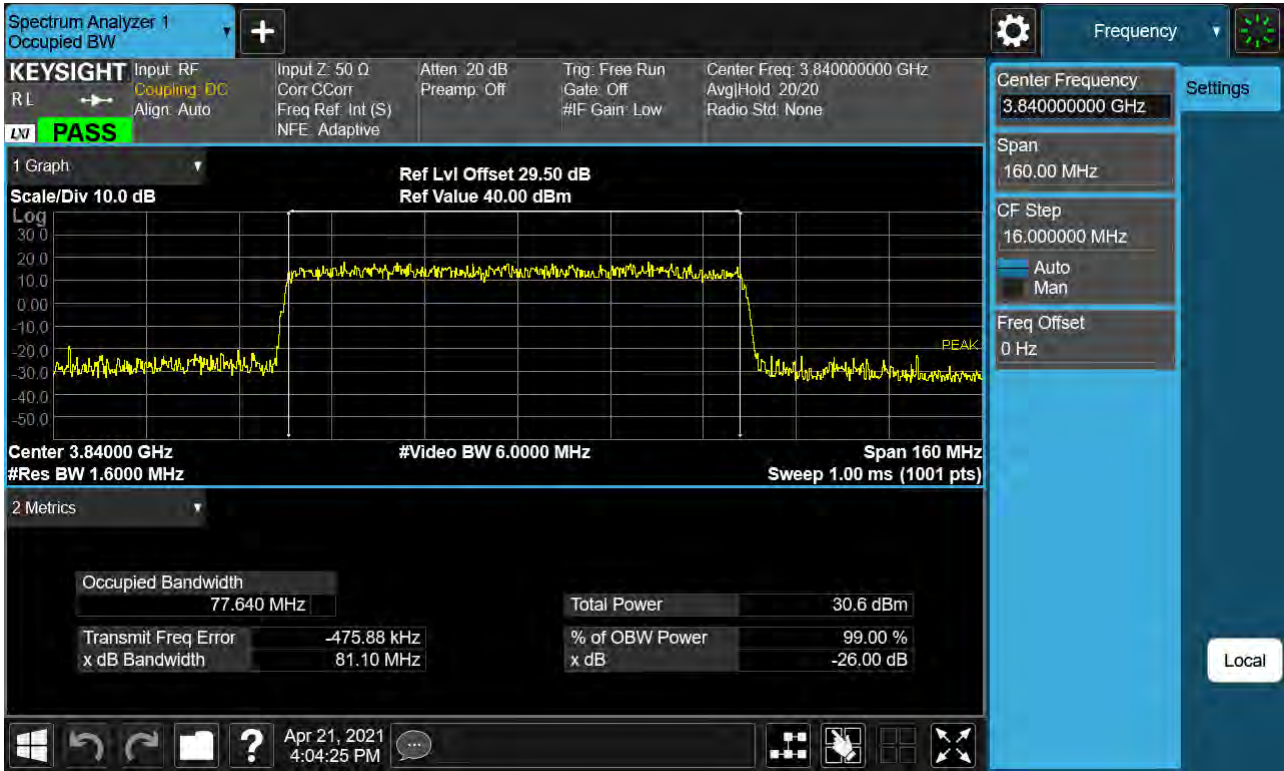 Spectrum Analyzer 1
Occupied BW
Frequency
KEYSIGHT
RL
LXI
PASS
Input: RF
Coupling: DC
Align: Auto
Input Z: 50 Ω
Corr CCorr
Freq Ref: Int (S)
NFE: Adaptive
Atten: 20 dB
Preamp: Off
Trig: Free Run
Gate: Off
#IF Gain: Low
Center Freq: 3.840000000 GHz
Avg|Hold: 20/20
Radio Std: None
Center Frequency
3.840000000 GHz
Settings
Span
160.00 MHz
CF Step
16.000000 MHz
Auto
Man
Freq Offset
0 Hz
Local
1 Graph
Scale/Div 10.0 dB
Ref Lvl Offset 29.50 dB
Ref Value 40.00 dBm
Log
30.0
20.0
10.0
0.00
-10.0
-20.0
-30.0
-40.0
-50.0
PEAK
Center 3.84000 GHz
#Video BW 6.0000 MHz
Span 160 MHz
#Res BW 1.6000 MHz
Sweep 1.00 ms (1001 pts)
2 Metrics
Occupied Bandwidth
77.640 MHz
Total Power 30.6 dBm
Transmit Freq Error -475.88 kHz
% of OBW Power 99.00 %
x dB Bandwidth 81.10 MHz
x dB -26.00 dB
?
Apr 21, 2021
4:04:25 PM